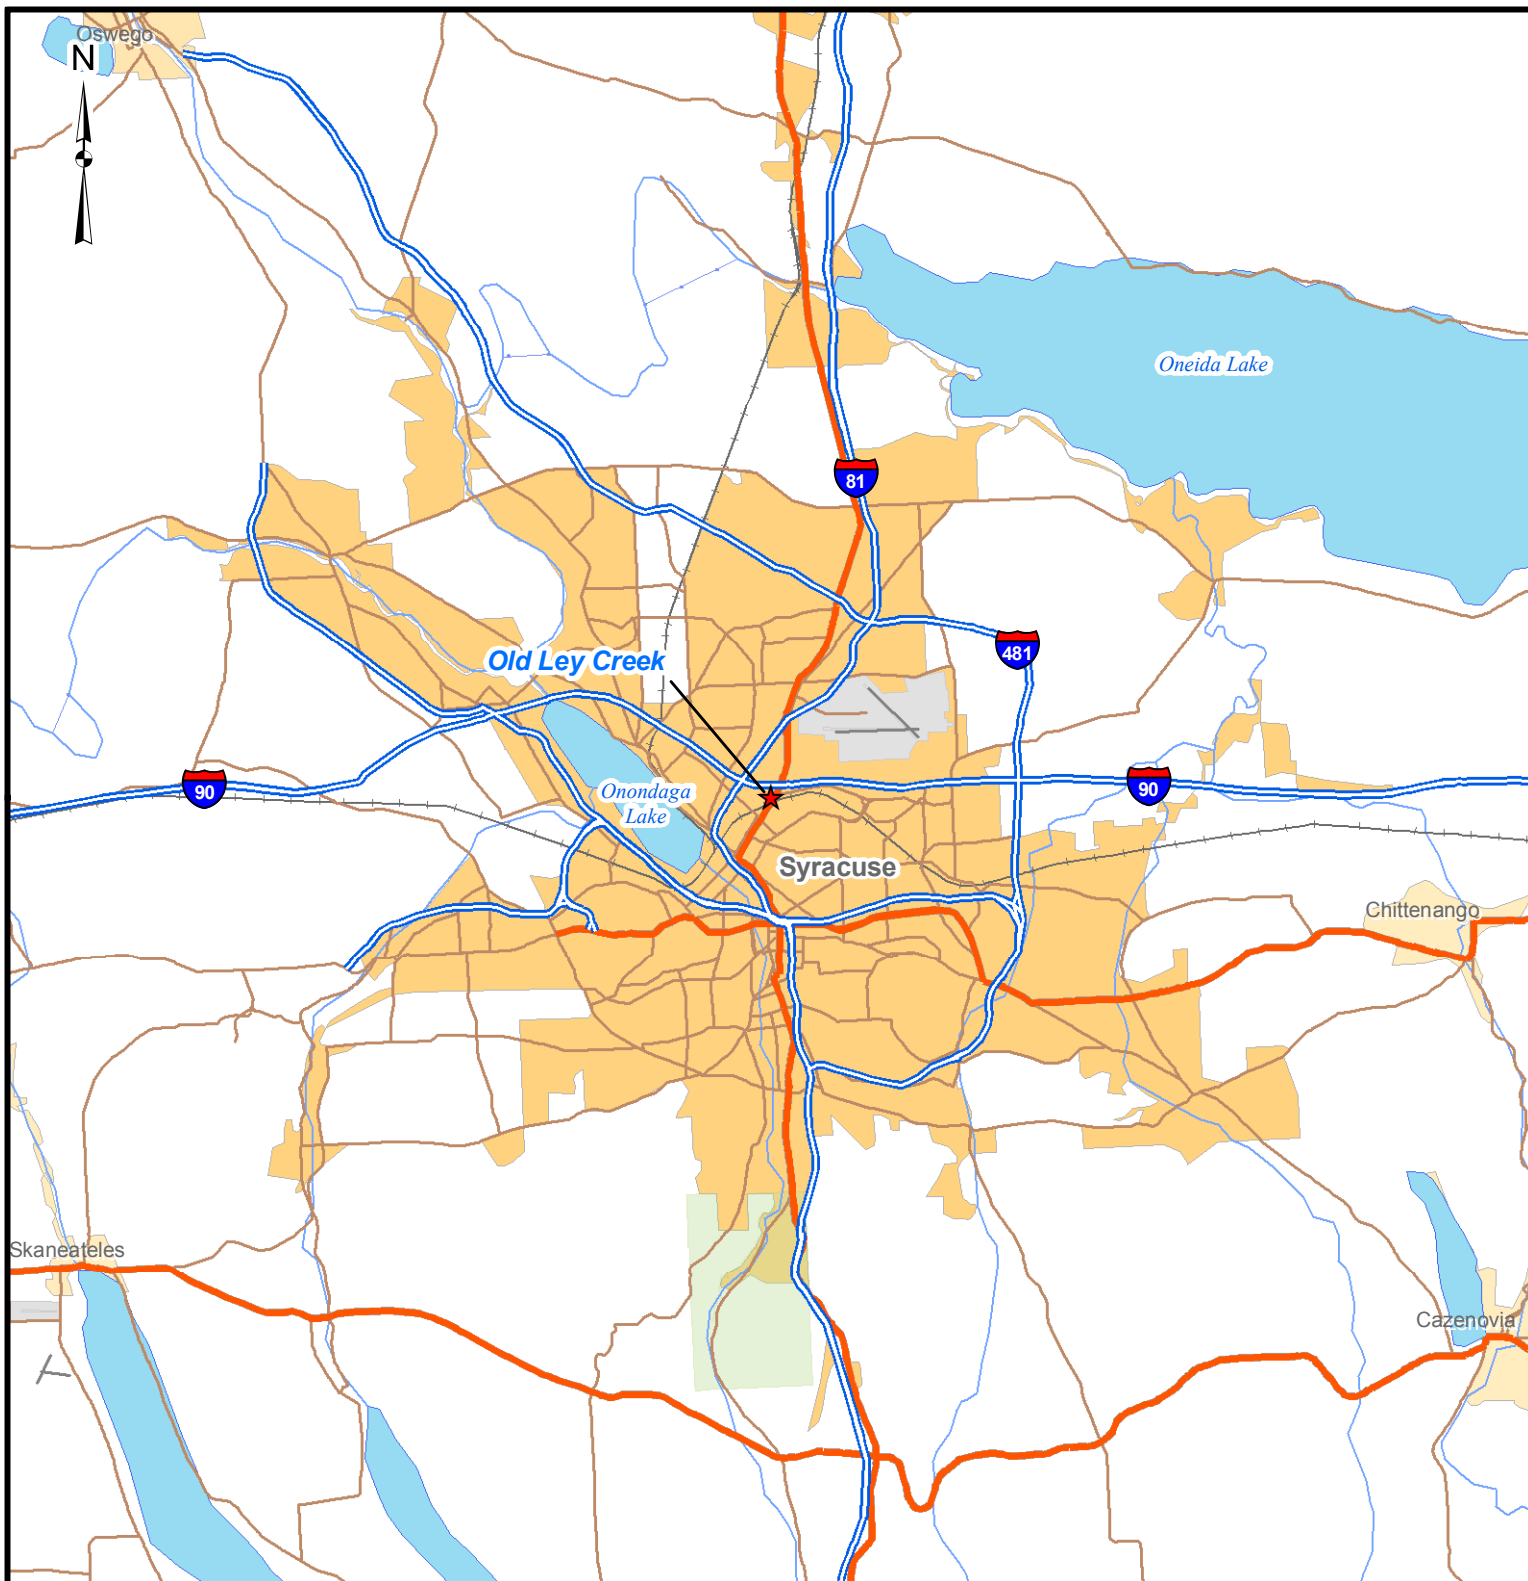 Oswego
N
Oneida Lake
81
481
Old Ley Creek
90
Onondaga
Lake
90
Syracuse
Chittenango
Skaneateles
Cazenovia